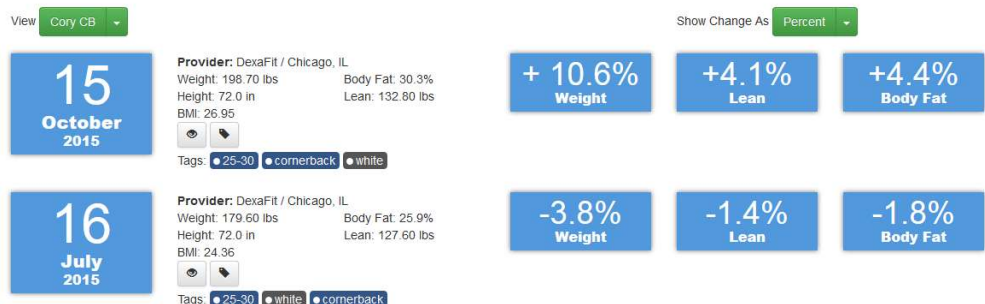 View Cory CB
Show Change As Percent
15
October
2015
Provider: DexaFit / Chicago, IL
Weight: 198.70 lbs Body Fat: 30.3%
Height: 72.0 in Lean: 132.80 lbs
BMI: 26.95
Tags: 25-30 cornerback white
+ 10.6%
Weight
+4.1%
Lean
+4.4%
Body Fat
16
July
2015
Provider: DexaFit / Chicago, IL
Weight: 179.60 lbs Body Fat: 25.9%
Height: 72.0 in Lean: 127.60 lbs
BMI: 24.36
Tags: 25-30 white cornerback
-3.8%
Weight
-1.4%
Lean
-1.8%
Body Fat